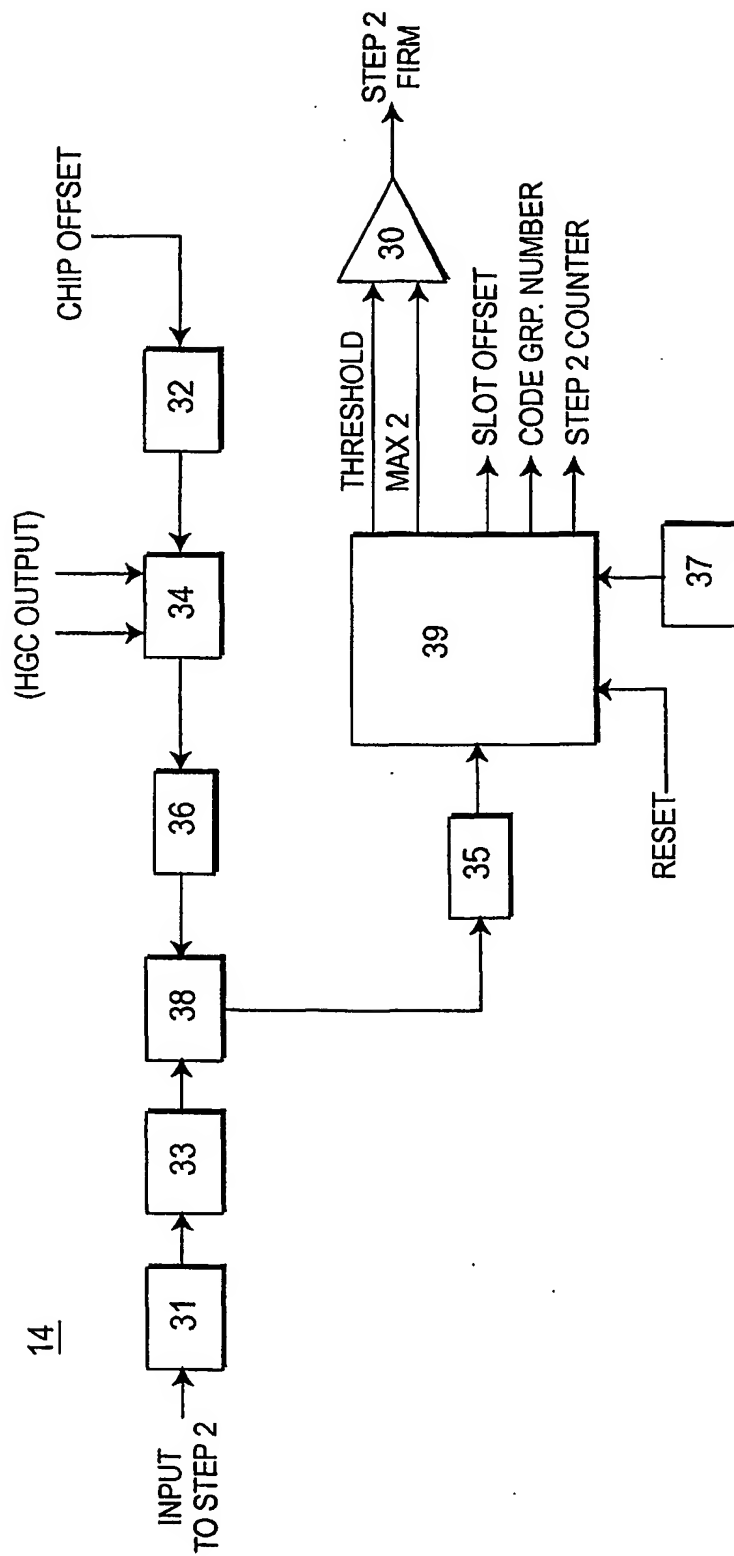 14
INPUT
TO STEP 2
31
33
38
36
(HGC OUTPUT)
34
32
CHIP OFFSET
35
39
RESET
37
THRESHOLD
MAX 2
30
STEP 2
FIRM
SLOT OFFSET
CODE GRP. NUMBER
STEP 2 COUNTER